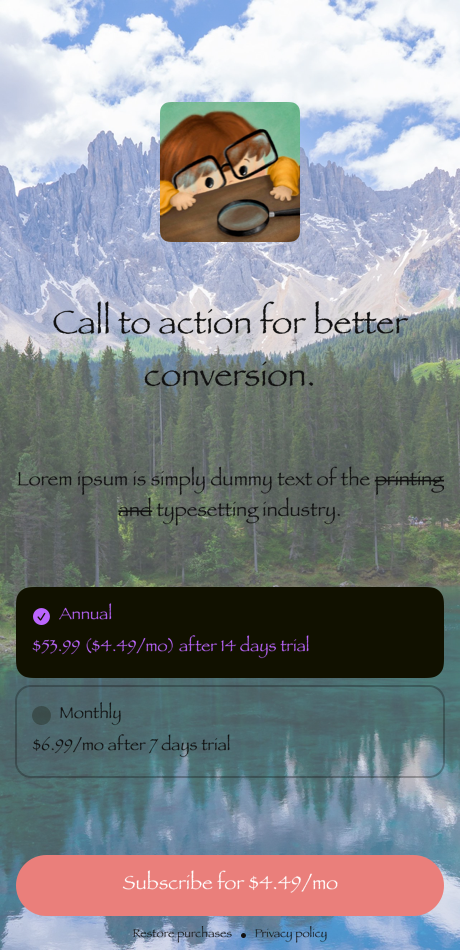 Call to action for better
conversion.
Lorem ipsum is simply dummy text of the printing
and typesetting industry.
Annual
$53.99 ($4.49/mo) after 14 days trial
Monthly
$6.99/mo after 7 days trial
Subscribe for $4.49/mo
Restore purchases • Privacy policy